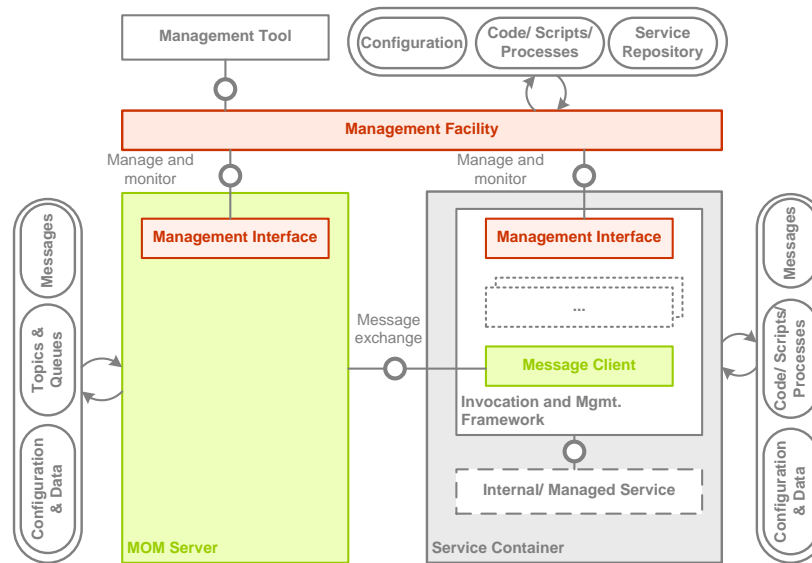 Management Tool
Configuration
Code/ Scripts/
Processes
Service
Repository
Management Facility
Manage and
monitor
Manage and
monitor
Management Interface
Management Interface
...
Message
exchange
Message Client
Invocation and Mgmt.
Framework
Internal/ Managed Service
MOM Server
Service Container
Messages
Topics &
Queues
Configuration
& Data
Messages
Code/ Scripts/
Processes
Configuration
& Data